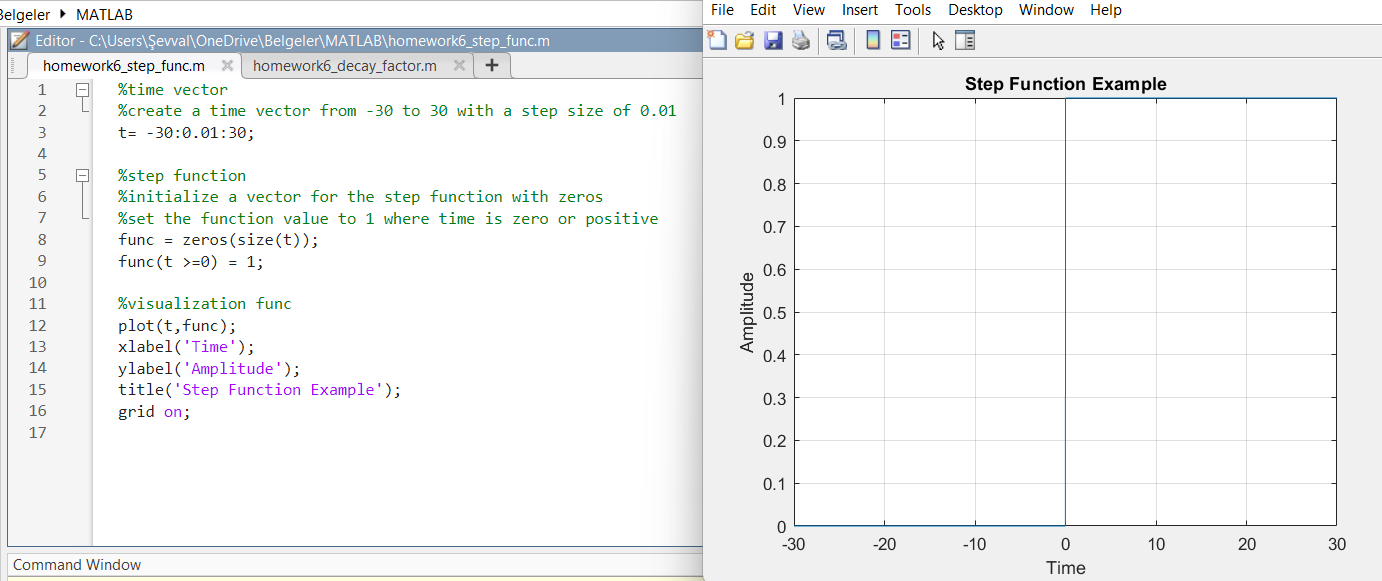 Belgeler MATLAB
Editor - C:\Users\Şevval\OneDrive\Belgeler\MATLAB\homework6_step_func.m
homework6_step_func.m × homework6_decay_factor.m × +
1 %time vector
2 %create a time vector from -30 to 30 with a step size of 0.01
3 t= -30:0.01:30;
4
5 %step function
6 %initialize a vector for the step function with zeros
7 %set the function value to 1 where time is zero or positive
8 func = zeros(size(t));
9 func(t >=0) = 1;
10
11 %visualization func
12 plot(t,func);
13 xlabel('Time');
14 ylabel('Amplitude');
15 title('Step Function Example');
16 grid on;
17
Command Window
File Edit View Insert Tools Desktop Window Help
Step Function Example
1
0.9
0.8
0.7
0.6
0.5
0.4
0.3
0.2
0.1
0
Amplitude
-30 -20 -10 0 10 20 30
Time